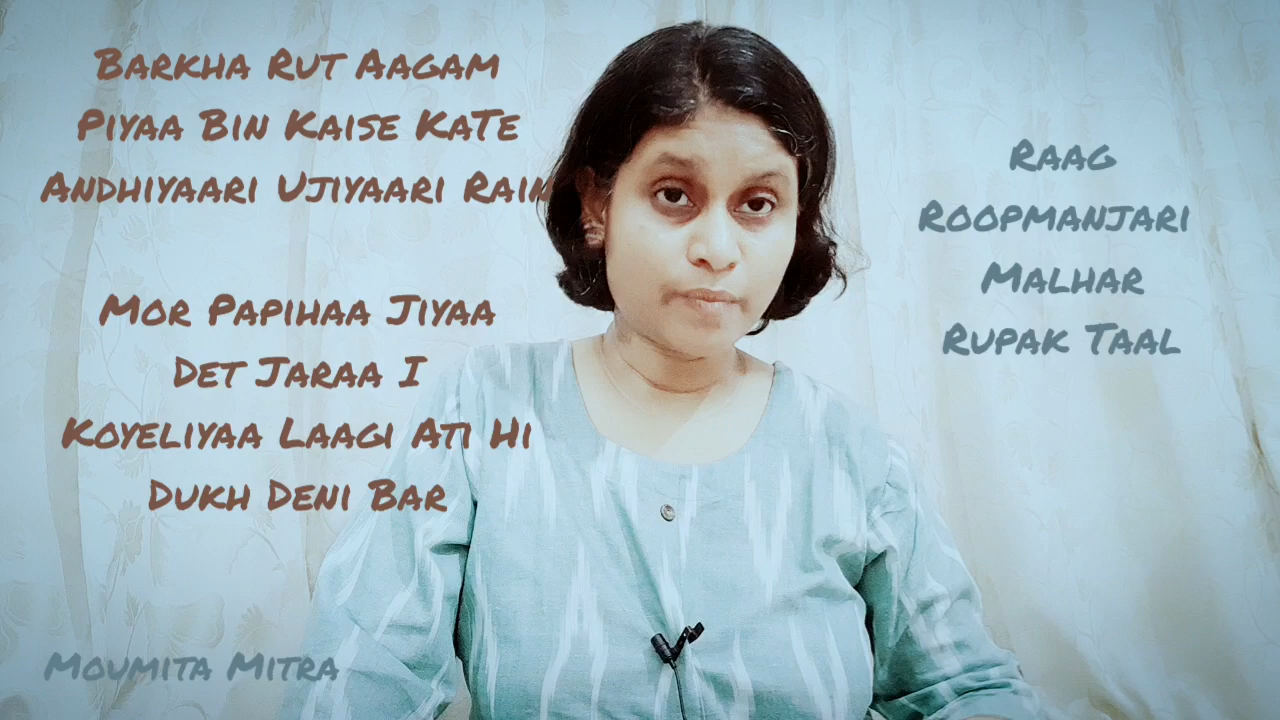 Barkha Rut Aagam
Piyaa Bin Kaise KaTe
Andhiyaari Ujiyaari Rain
Mor Papihaa Jiyaa
Det Jaraa I
Koyeliyaa Laagi Ati Hi
Dukh Deni Bar
Raag
Roopmanjari
Malhar
Rupak Taal
Moumita Mitra